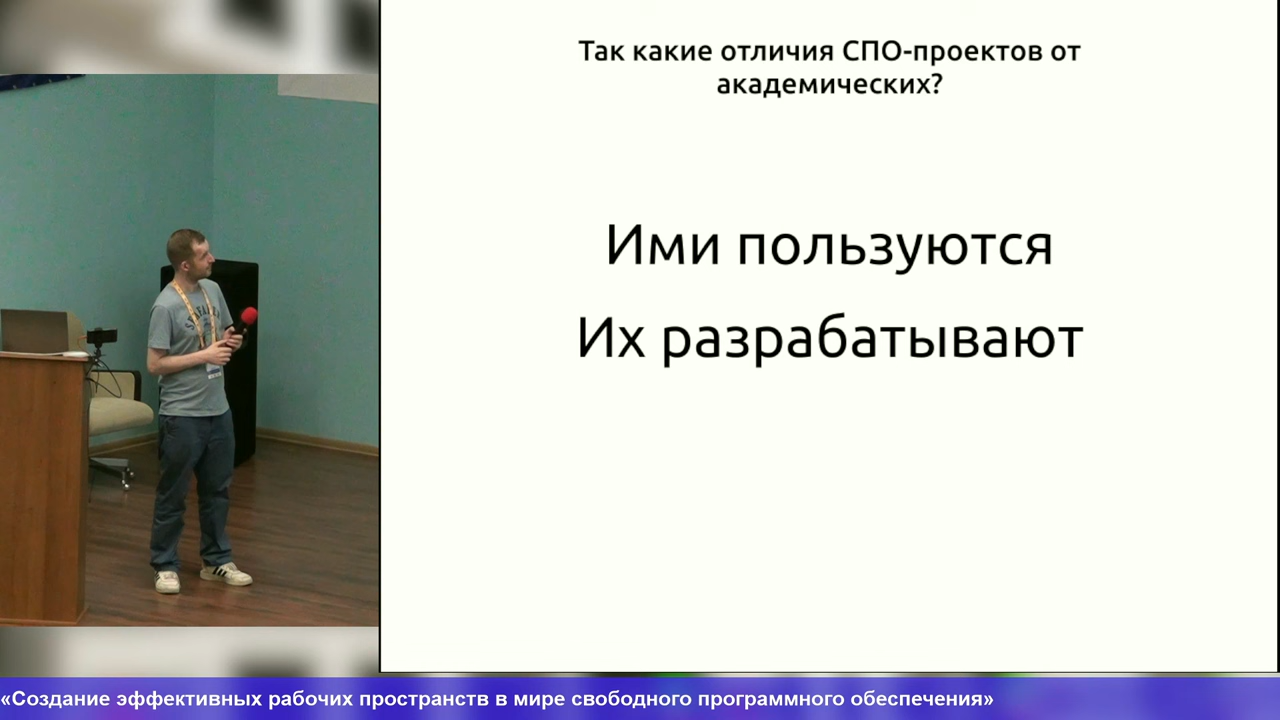 Так какие отличия СПО-проектов от
академических?
Ими пользуются
Их разрабатывают
«Создание эффективных рабочих пространств в мире свободного программного обеспечения»